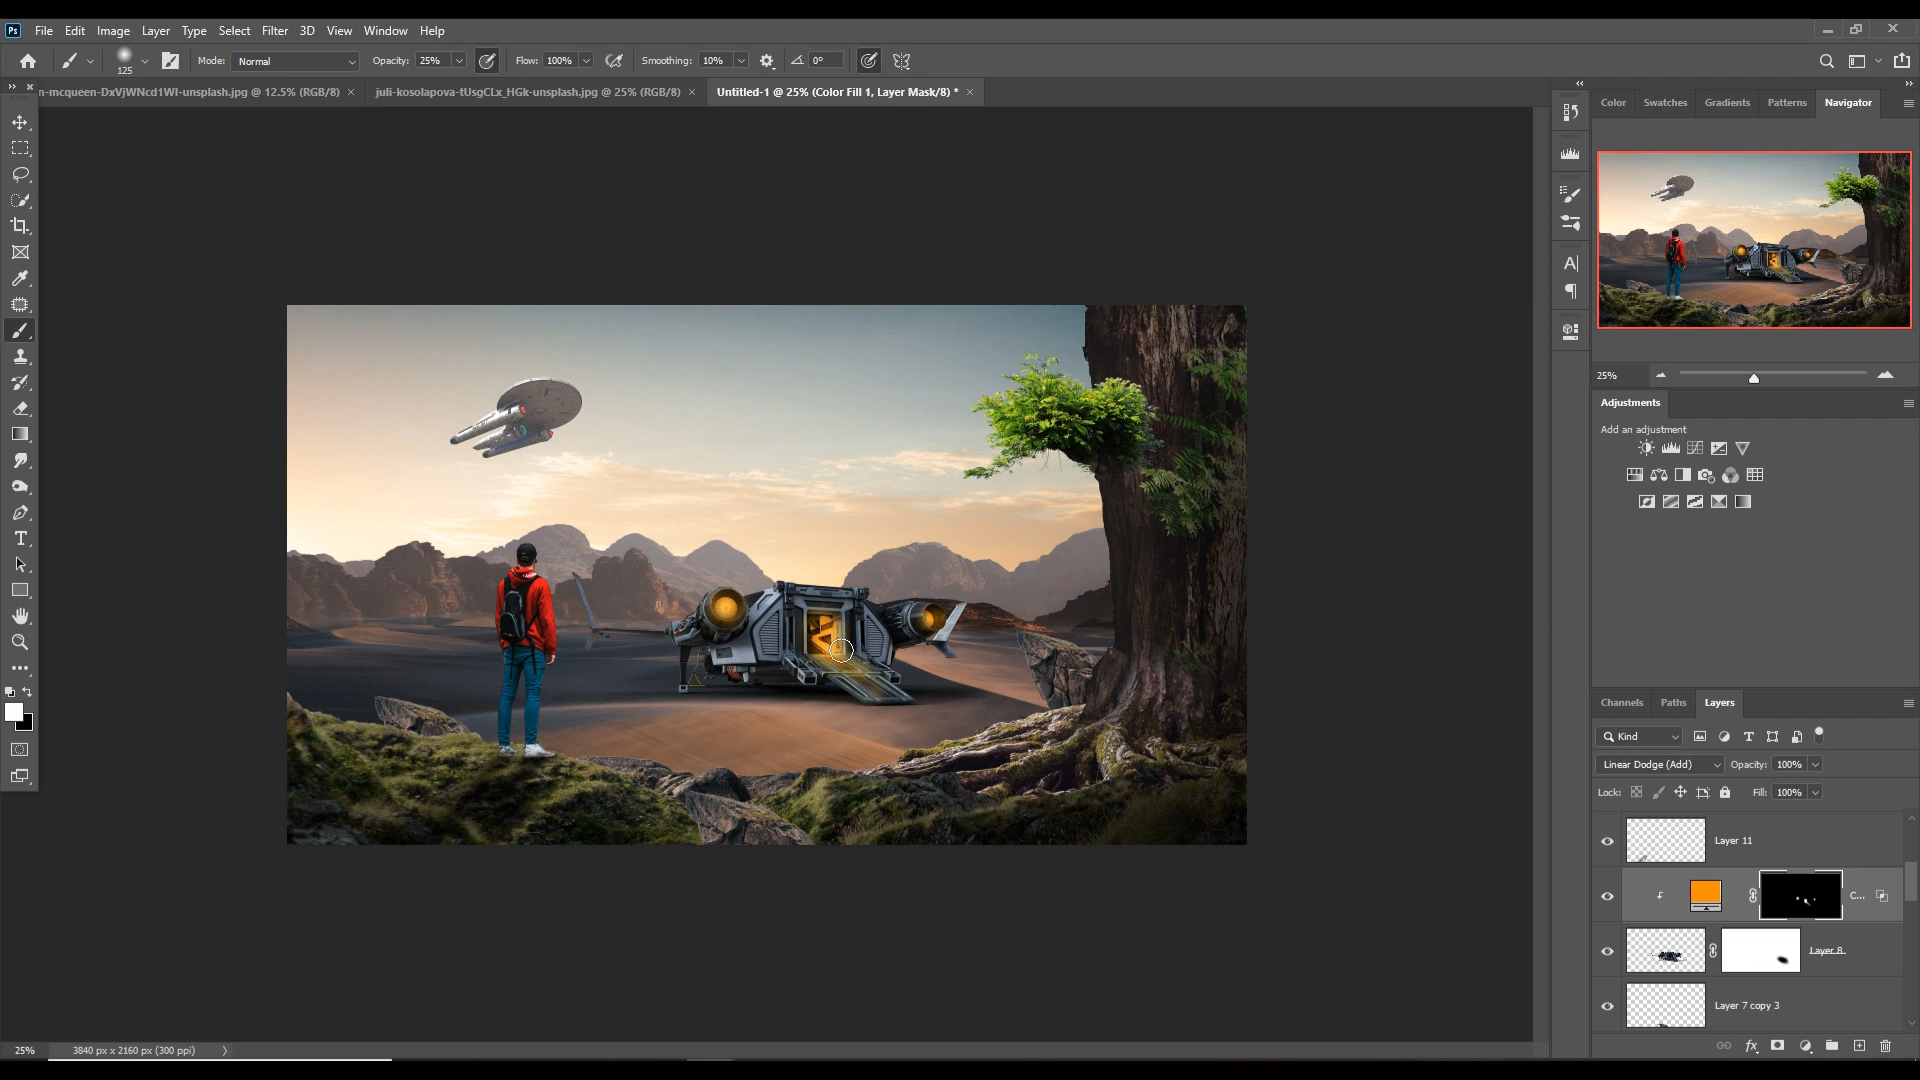 Ps File Edit Image Layer Type Select Filter 3D View Window Help
125 Mode: Normal Opacity: 25% Flow: 100% Smoothing: 10% 0°
n-mcqueen-DxVjWNcd1WI-unsplash.jpg @ 12.5% (RGB/8) × juli-kosolapova-tUsgCLx_HGk-unsplash.jpg @ 25% (RGB/8) × Untitled-1 @ 25% (Color Fill 1, Layer Mask/8) * ×
Color Swatches Gradients Patterns Navigator
25%
Adjustments
Add an adjustment
Channels Paths Layers
Kind
Linear Dodge (Add) Opacity: 100%
Lock: Fill: 100%
Layer 11
C...
Layer 8
Layer 7 copy 3
fx
25% 3840 px x 2160 px (300 ppi)